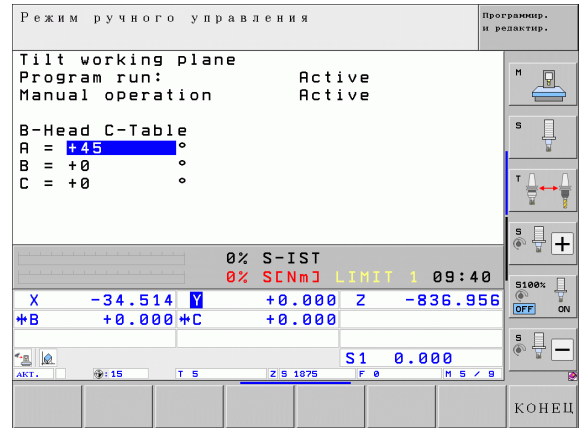 Режим ручного управления
Программир. и редактир.
Tilt working plane
Program run: Active
Manual operation Active
B-Head C-Table
A = +45 °
B = +0 °
C = +0 °
0% S-IST
0% S[Nm] LIMIT 1 09:40
X -34.514 Y +0.000 Z -836.956
B +0.000 C +0.000
S1 0.000
АКТ. : 15 T 5 Z S 1875 F 0 M 5 / 9
M
S
T
S
S100%
OFF ON
S
КОНЕЦ